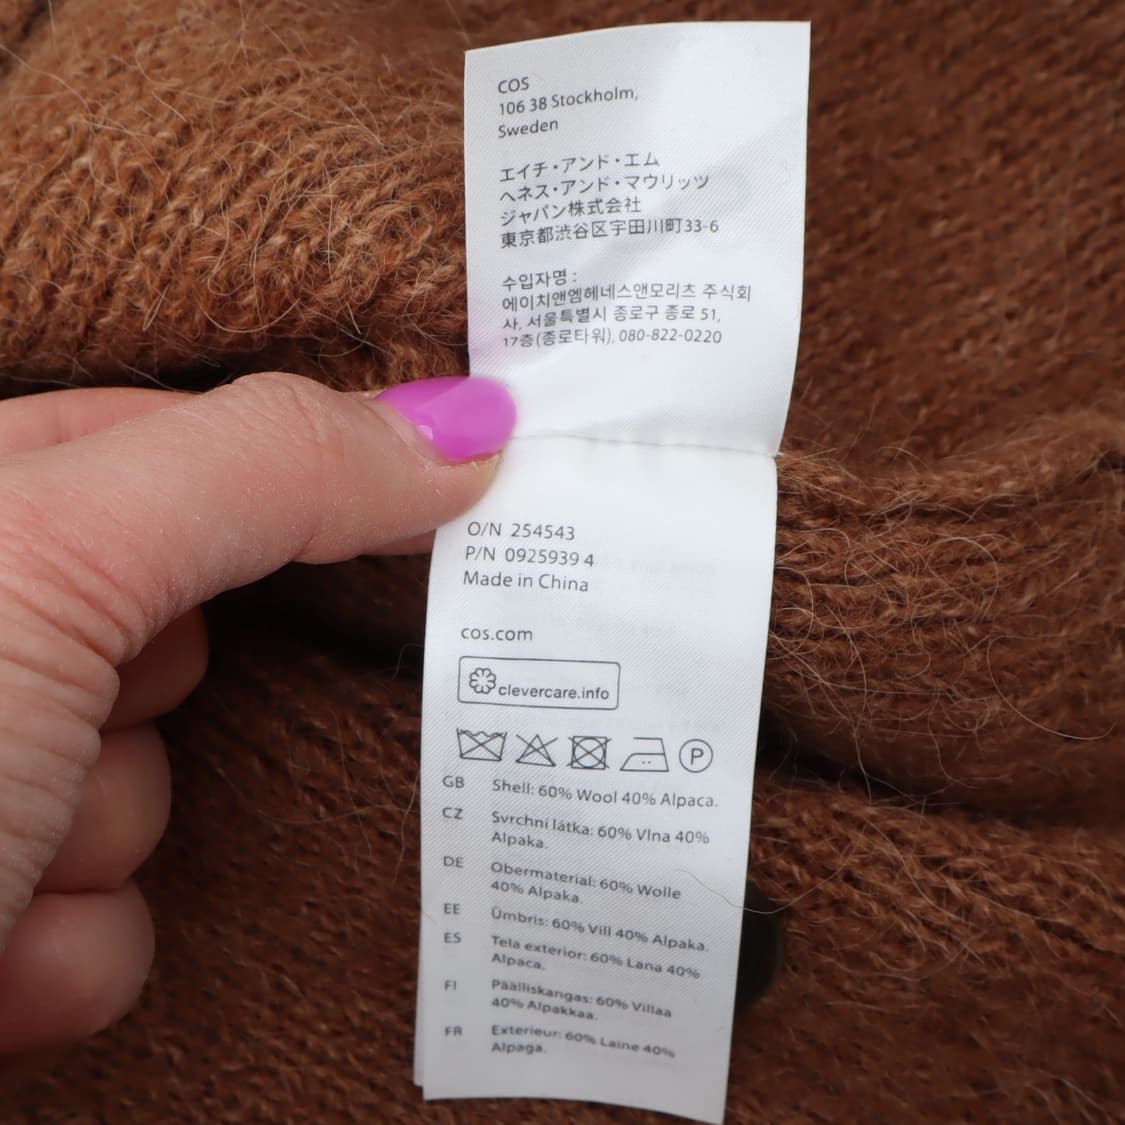 COS
106 38 Stockholm,
Sweden
エイチ・アンド・エム
ヘネス・アンド・マウリッツ
ジャパン株式会社
東京都渋谷区宇田川町33-6
수입자명 :
에이치앤엠헤네스앤모리츠 주식회
사, 서울특별시 종로구 종로 51,
17층(종로타워), 080-822-0220
O/N 254543
P/N 0925939 4
Made in China
cos.com
clevercare.info
P
GB Shell: 60% Wool 40% Alpaca.
CZ Svrchní látka: 60% Vlna 40%
Alpaka.
DE Obermaterial: 60% Wolle
40% Alpaka.
EE Ümbris: 60% Vill 40% Alpaka.
ES Tela exterior: 60% Lana 40%
Alpaca.
FI Päälliskangas: 60% Villaa
40% Alpakkaa.
FR Exterieur: 60% Laine 40%
Alpaga.